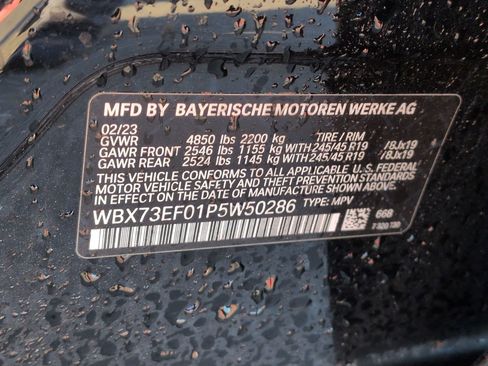 MFD BY BAYERISCHE MOTOREN WERKE AG
02/23
GVWR 4850 lbs 2200 kg TIRE / RIM
GAWR FRONT 2546 lbs 1155 kg WITH 245/45 R19 /8Jx19
GAWR REAR 2524 lbs 1145 kg WITH 245/45 R19 /8Jx19
THIS VEHICLE CONFORMS TO ALL APPLICABLE U.S. FEDERAL
MOTOR VEHICLE SAFETY STANDARDS
IN EFFECT ON THE DATE OF MANUFACTURE SHOWN ABOVE.
WBX73EF01P5W50286 TYPE: MPV 668
7320730